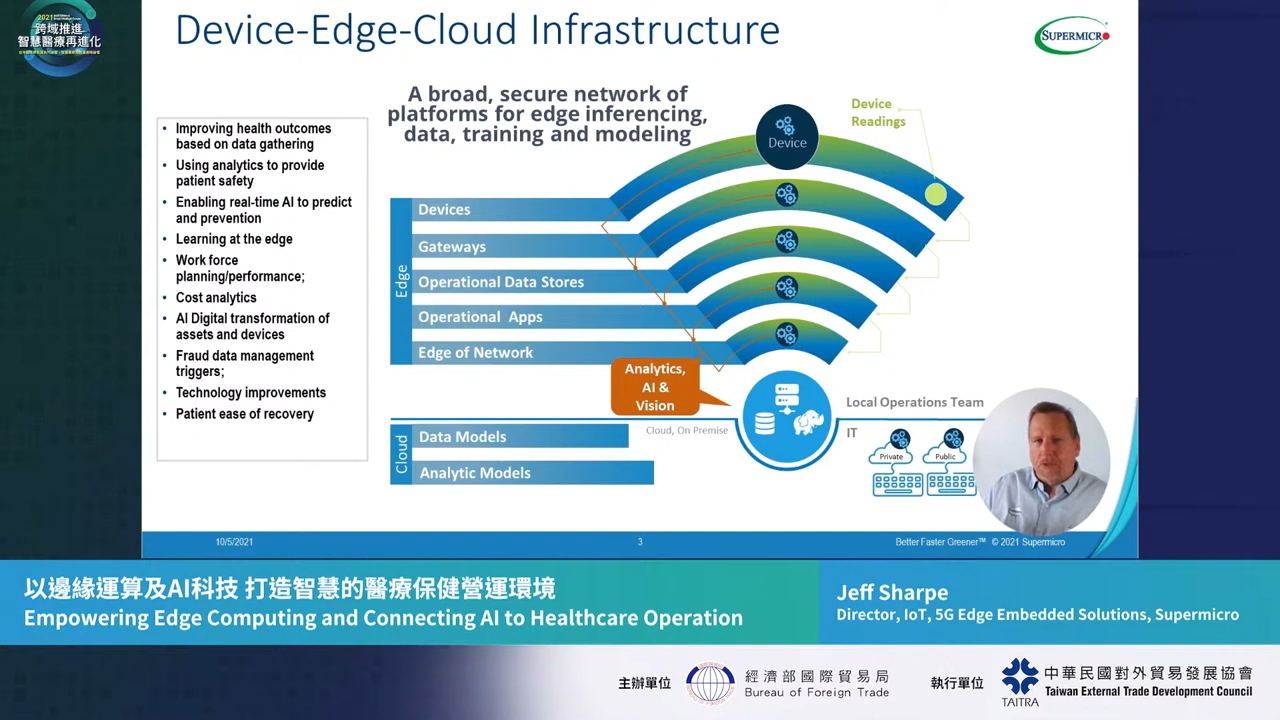 2021
跨域推進
智慧醫療再進化
Device-Edge-Cloud Infrastructure
SUPERMICRO
A broad, secure network of
platforms for edge inferencing,
data, training and modeling
• Improving health outcomes
based on data gathering
• Using analytics to provide
patient safety
• Enabling real-time AI to predict
and prevention
• Learning at the edge
• Work force
planning/performance;
• Cost analytics
• AI Digital transformation of
assets and devices
• Fraud data management
triggers;
• Technology improvements
• Patient ease of recovery
Device
Device
Readings
Edge
Devices
Gateways
Operational Data Stores
Operational Apps
Edge of Network
Analytics,
AI &
Vision
Local Operations Team
Cloud, On Premise
IT
Private
Public
Cloud
Data Models
Analytic Models
10/5/2021
3
Better Faster Greener™ © 2021 Supermicro
以邊緣運算及AI科技 打造智慧的醫療保健營運環境
Empowering Edge Computing and Connecting AI to Healthcare Operation
Jeff Sharpe
Director, IoT, 5G Edge Embedded Solutions, Supermicro
主辦單位
經濟部國際貿易局
Bureau of Foreign Trade
執行單位
TAITRA
中華民國對外貿易發展協會
Taiwan External Trade Development Council